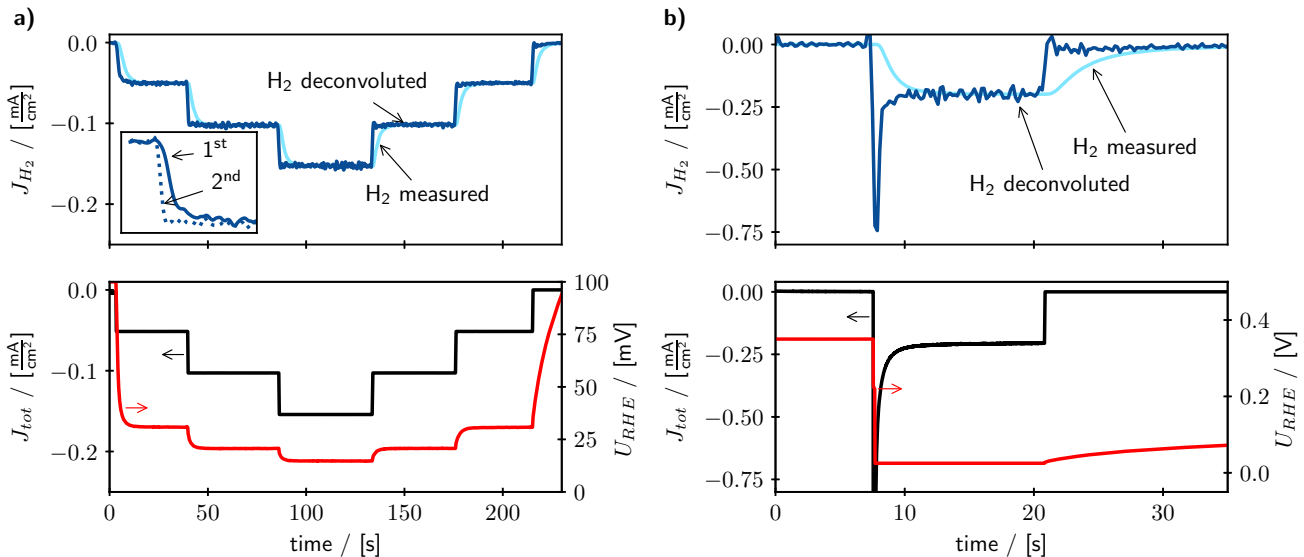 a)
0.0
−0.1
−0.2
J_{H_2} / [mA/cm²]
H₂ deconvoluted
H₂ measured
1st
2nd
0.0
−0.1
−0.2
J_{tot} / [mA/cm²]
100
75
50
25
0
U_{RHE} / [mV]
0 50 100 150 200
time / [s]
b)
0.00
−0.25
−0.50
−0.75
J_{H_2} / [mA/cm²]
H₂ measured
H₂ deconvoluted
0.00
−0.25
−0.50
−0.75
J_{tot} / [mA/cm²]
0.4
0.2
0.0
U_{RHE} / [V]
0 10 20 30
time / [s]